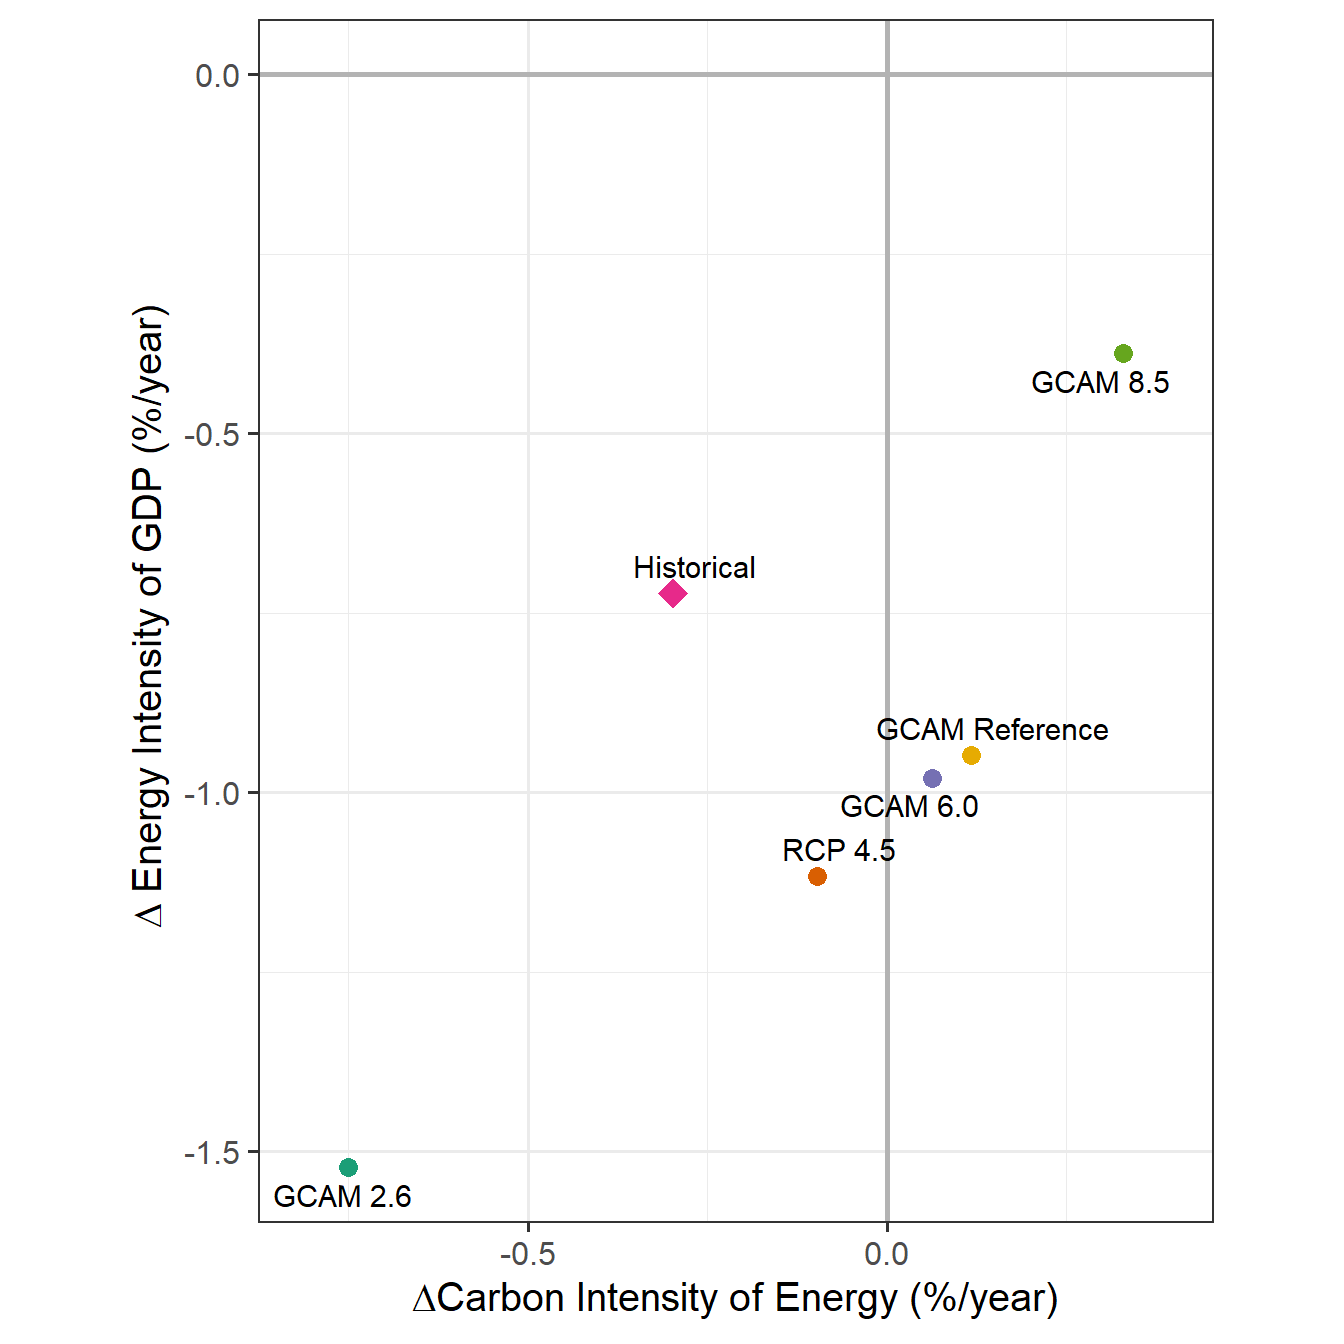 0.0
GCAM 8.5
-0.5
Historical
GCAM Reference
-1.0
GCAM 6.0
RCP 4.5
-1.5
GCAM 2.6
Δ Energy Intensity of GDP (%/year)
-0.5
0.0
ΔCarbon Intensity of Energy (%/year)